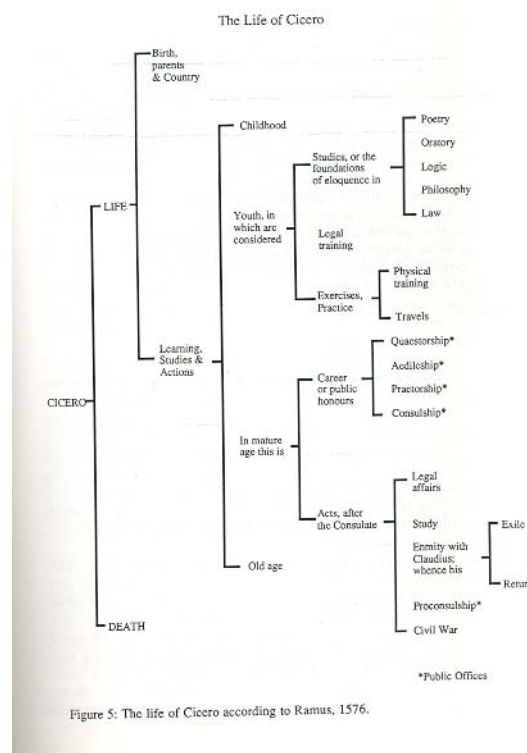 The Life of Cicero
Birth,
parents
& Country
Childhood
Poetry
Oratory
Logic
Philosophy
Law
Studies, or the
foundations
of eloquence in
LIFE
Youth, in
which are
considered
Legal
training
Physical
training
Exercises,
Practice
Travels
Learning,
Studies &
Actions
Quaestorship*
Aedileship*
Praetorship*
Consulship*
Career
or public
honours
CICERO
In mature
age this is
Legal
affairs
Acts, after
the Consulate
Study
Exile
Enmity with
Claudius;
whence his
Retur
Old age
Proconsulship*
DEATH
Civil War
*Public Offices
Figure 5: The life of Cicero according to Ramus, 1576.